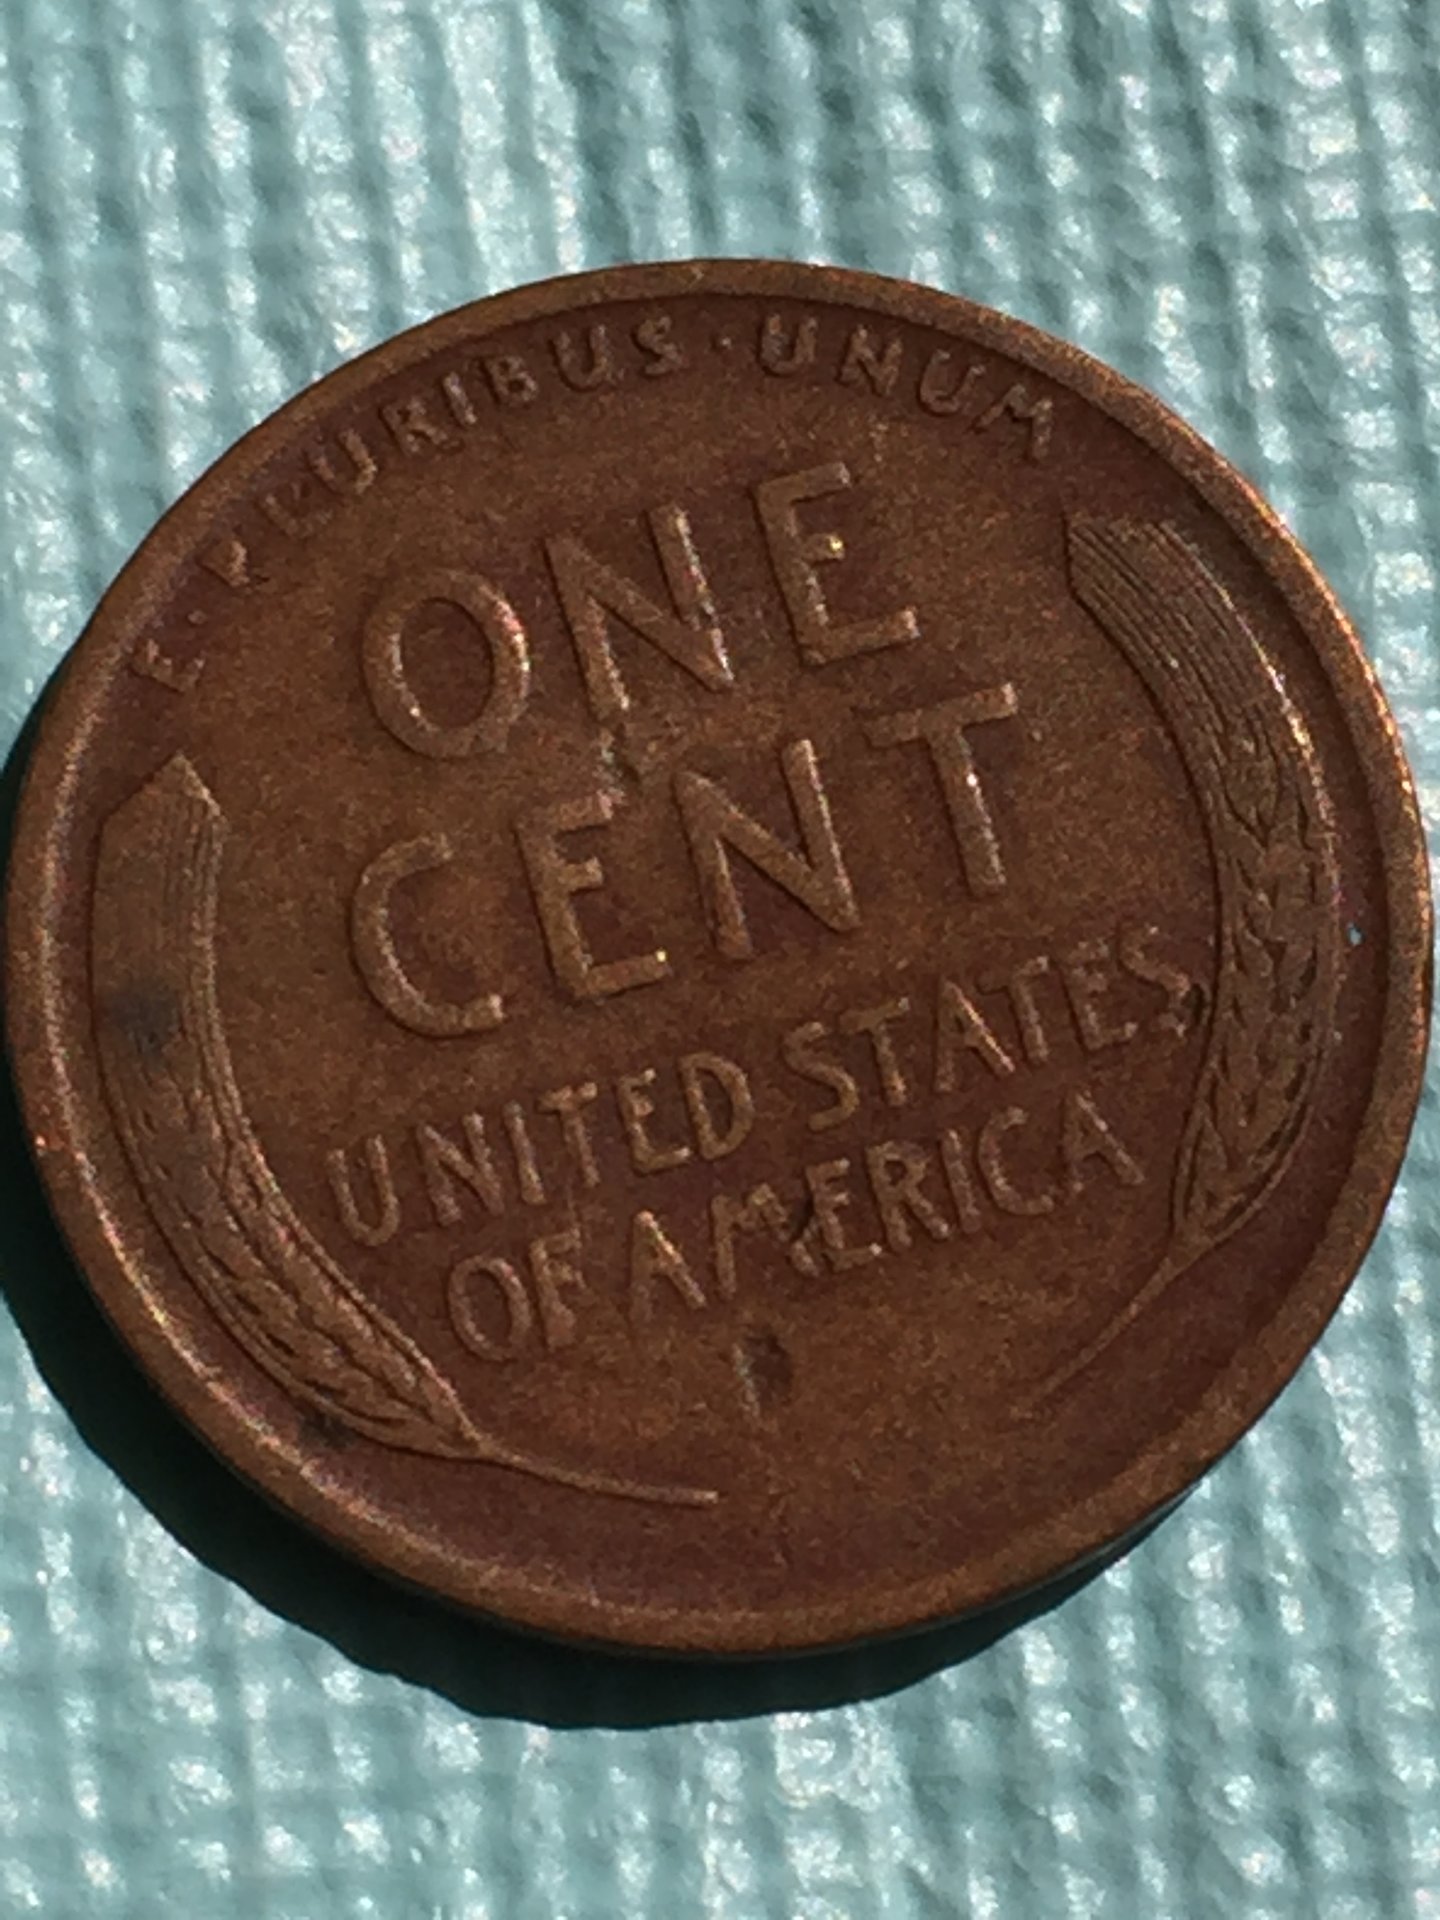 E·PLURIBUS·UNUM
ONE
CENT
UNITED STATES
OF AMERICA